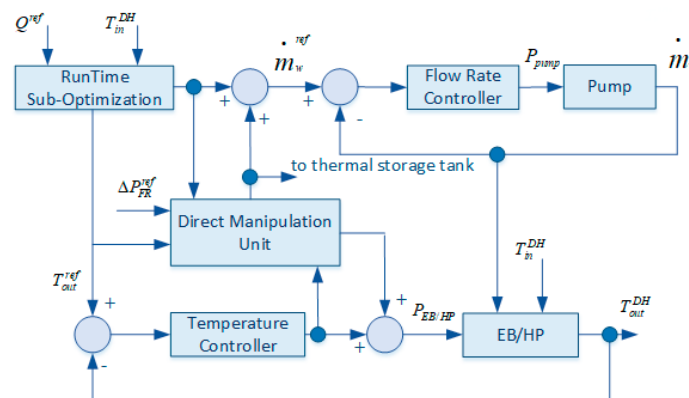 Q^ref
T_in^DH
RunTime
Sub-Optimization
+
+
ṁ_w^ref
+
-
Flow Rate
Controller
P_pump
Pump
ṁ
to thermal storage tank
ΔP_FR^ref
Direct Manipulation
Unit
T_in^DH
T_out^ref
+
-
Temperature
Controller
+
+
P_EB/HP
EB/HP
T_out^DH